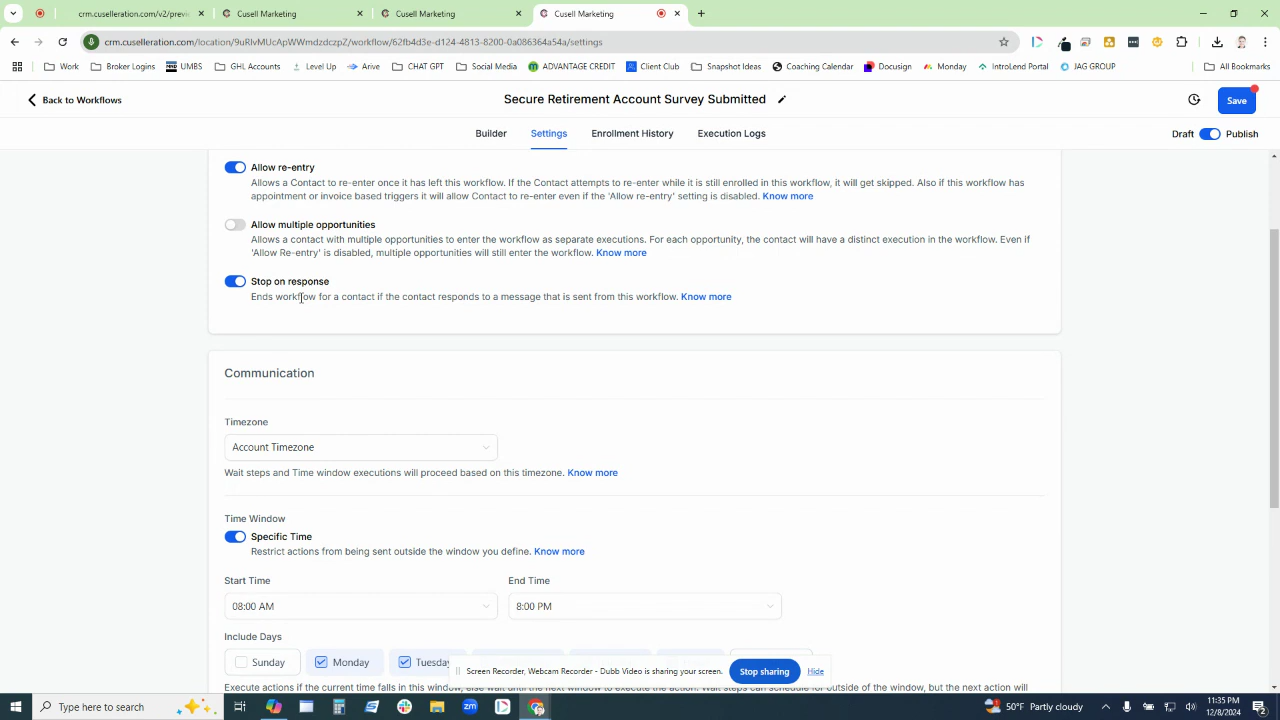 crm.cuselleration.com/v2/previ
Cusell Marketing
Cusell Marketing
Cusell Marketing
crm.cuselleration.com/location/9uRlvMUcApWWmdzdczpZ/workflow/62fb4d3e-d124-4813-8200-0a086364a54a/settings
Work Broker Logins UMBS GHL Accounts Level Up Arive CHAT GPT Social Media ADVANTAGE CREDIT Client Club Snapshot Ideas Coaching Calendar Docusign Monday IntroLend Portal JAG GROUP All Bookmarks
Back to Workflows
Secure Retirement Account Survey Submitted
Save
Builder Settings Enrollment History Execution Logs
Draft Publish
Allow re-entry
Allows a Contact to re-enter once it has left this workflow. If the Contact attempts to re-enter while it is still enrolled in this workflow, it will get skipped. Also if this workflow has
appointment or invoice based triggers it will allow Contact to re-enter even if the 'Allow re-entry' setting is disabled. Know more
Allow multiple opportunities
Allows a contact with multiple opportunities to enter the workflow as separate executions. For each opportunity, the contact will have a distinct execution in the workflow. Even if
'Allow Re-entry' is disabled, multiple opportunities will still enter the workflow. Know more
Stop on response
Ends workflow for a contact if the contact responds to a message that is sent from this workflow. Know more
Communication
Timezone
Account Timezone
Wait steps and Time window executions will proceed based on this timezone. Know more
Time Window
Specific Time
Restrict actions from being sent outside the window you define. Know more
Start Time End Time
08:00 AM 8:00 PM
Include Days
Sunday Monday Tuesday
Screen Recorder, Webcam Recorder - Dubb Video is sharing your screen. Stop sharing Hide
Execute actions if the current time falls in this window, else wait until the next window to execute the action. Wait steps can schedule for outside of the window, but the next action will
Type here to search
50°F Partly cloudy
11:35 PM
12/8/2024